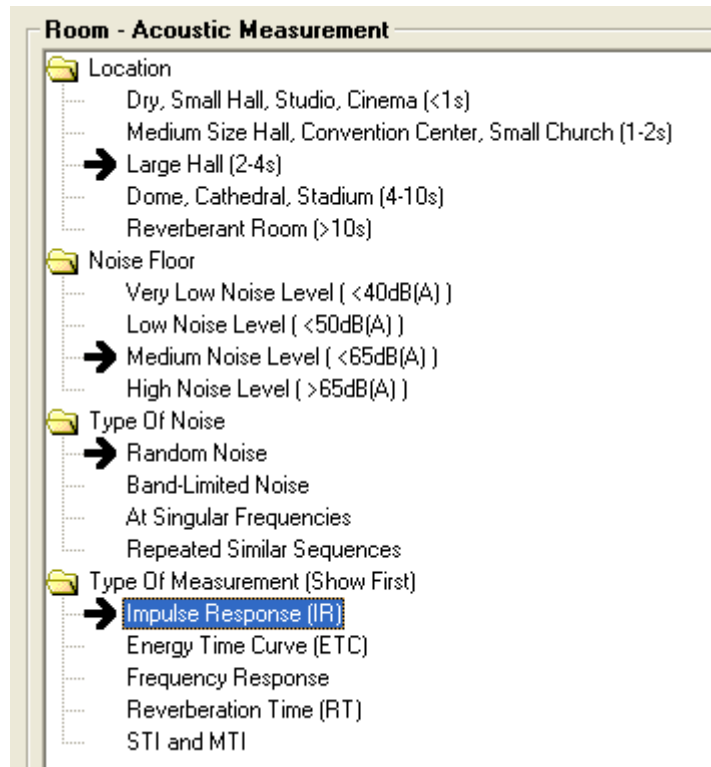 Room - Acoustic Measurement
Location
Dry, Small Hall, Studio, Cinema (<1s)
Medium Size Hall, Convention Center, Small Church (1-2s)
Large Hall (2-4s)
Dome, Cathedral, Stadium (4-10s)
Reverberant Room (>10s)
Noise Floor
Very Low Noise Level ( <40dB(A) )
Low Noise Level ( <50dB(A) )
Medium Noise Level ( <65dB(A) )
High Noise Level ( >65dB(A) )
Type Of Noise
Random Noise
Band-Limited Noise
At Singular Frequencies
Repeated Similar Sequences
Type Of Measurement (Show First)
Impulse Response (IR)
Energy Time Curve (ETC)
Frequency Response
Reverberation Time (RT)
STI and MTI